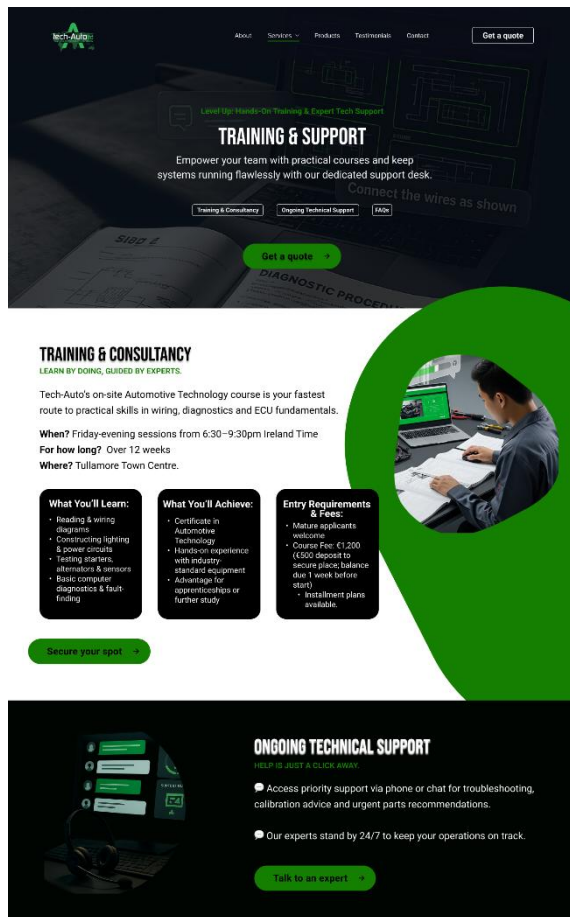 Tech-Auto
About Services Products Testimonials Contact Get a quote
Level Up: Hands-On Training & Expert Tech Support
TRAINING & SUPPORT
Empower your team with practical courses and keep
systems running flawlessly with our dedicated support desk.
Training & Consultancy Ongoing Technical Support FAQs
Connect the wires as shown
Get a quote →
DIAGNOSTIC PROCEDU
TRAINING & CONSULTANCY
LEARN BY DOING, GUIDED BY EXPERTS.
Tech-Auto's on-site Automotive Technology course is your fastest
route to practical skills in wiring, diagnostics and ECU fundamentals.
When? Friday-evening sessions from 6:30–9:30pm Ireland Time
For how long? Over 12 weeks
Where? Tullamore Town Centre.
What You'll Learn:
• Reading & wiring
diagrams
• Constructing lighting
& power circuits
• Testing starters,
alternators & sensors
• Basic computer
diagnostics & fault-
finding
What You'll Achieve:
• Certificate in
Automotive
Technology
• Hands-on experience
with industry-
standard equipment
• Advantage for
apprenticeships or
further study
Entry Requirements
& Fees:
• Mature applicants
welcome
• Course Fee: €1,200
(€500 deposit to
secure place; balance
due 1 week before
start)
• Installment plans
available.
Secure your spot →
ONGOING TECHNICAL SUPPORT
HELP IS JUST A CLICK AWAY.
💬 Access priority support via phone or chat for troubleshooting,
calibration advice and urgent parts recommendations.
💬 Our experts stand by 24/7 to keep your operations on track.
Talk to an expert →